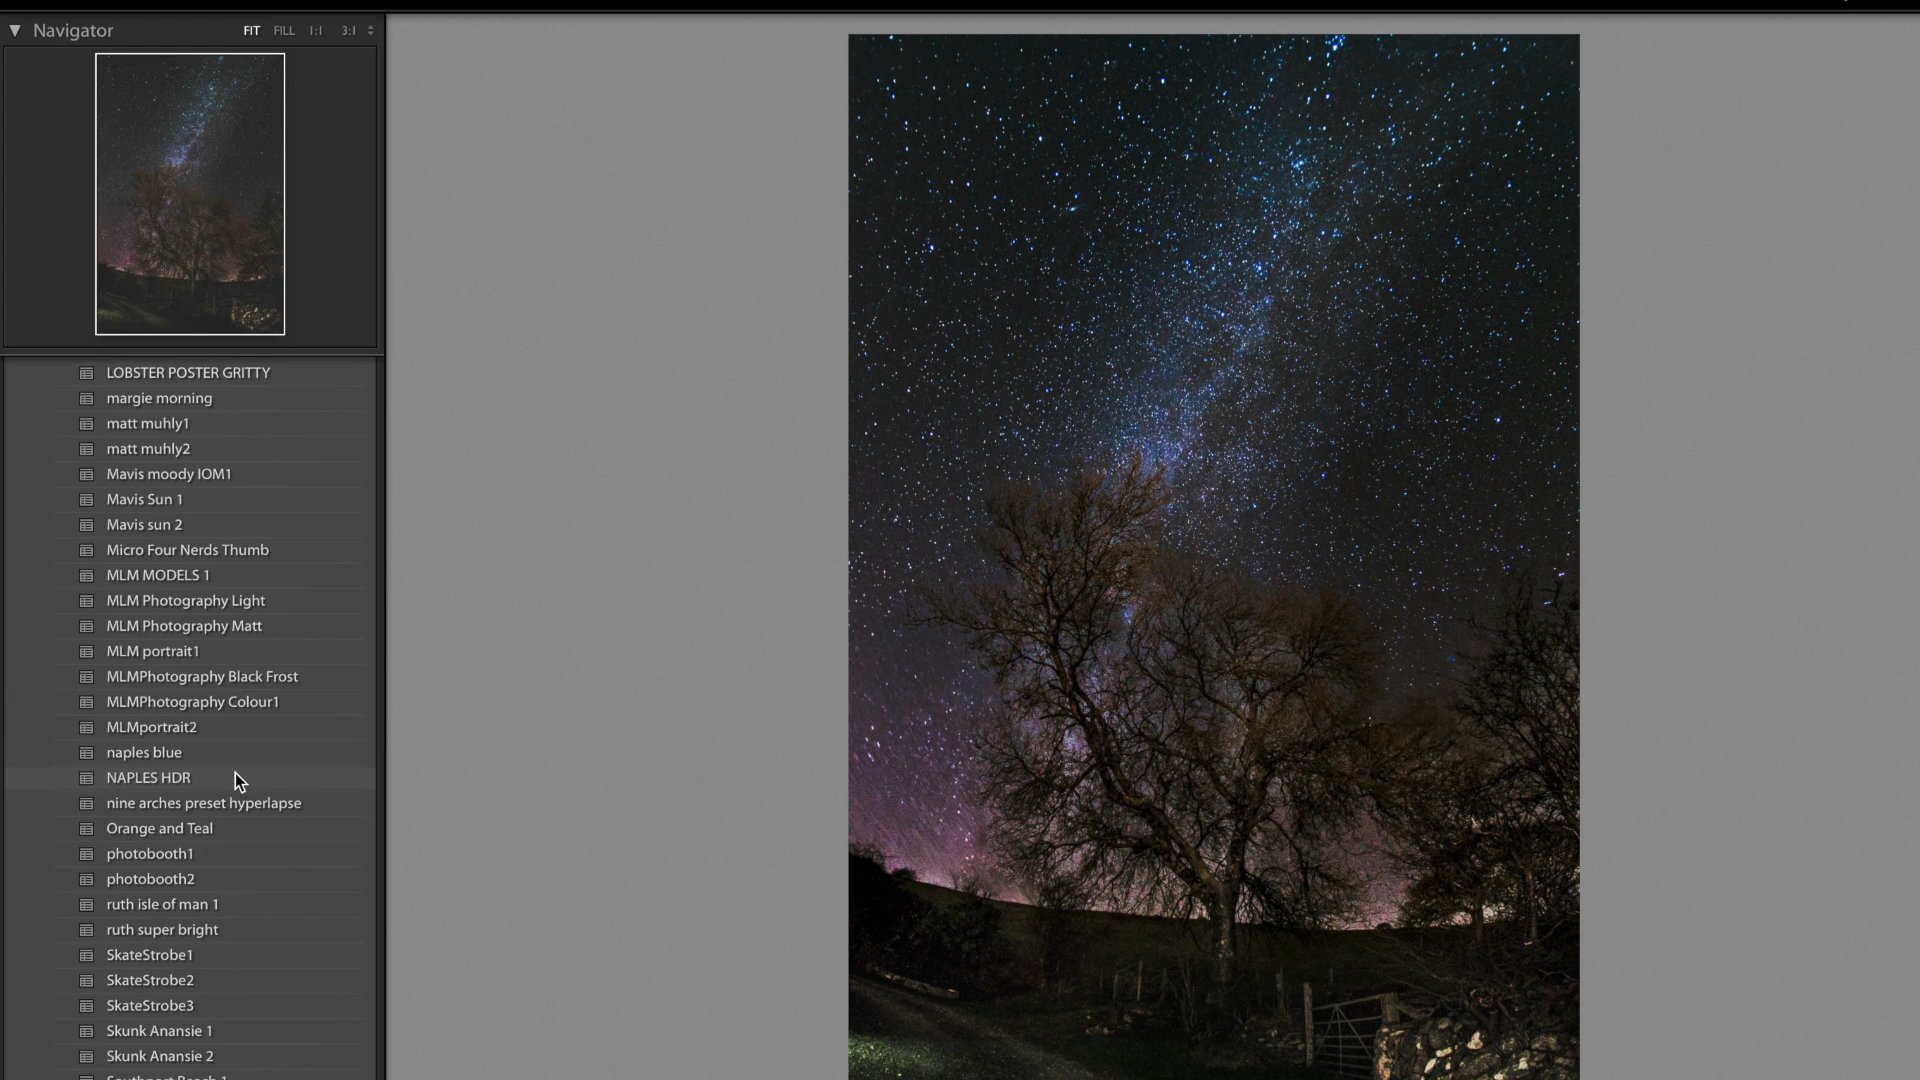 Navigator FIT FILL 1:1 3:1
LOBSTER POSTER GRITTY
margie morning
matt muhly1
matt muhly2
Mavis moody IOM1
Mavis Sun 1
Mavis sun 2
Micro Four Nerds Thumb
MLM MODELS 1
MLM Photography Light
MLM Photography Matt
MLM portrait1
MLMPhotography Black Frost
MLMPhotography Colour1
MLMportrait2
naples blue
NAPLES HDR
nine arches preset hyperlapse
Orange and Teal
photobooth1
photobooth2
ruth isle of man 1
ruth super bright
SkateStrobe1
SkateStrobe2
SkateStrobe3
Skunk Anansie 1
Skunk Anansie 2